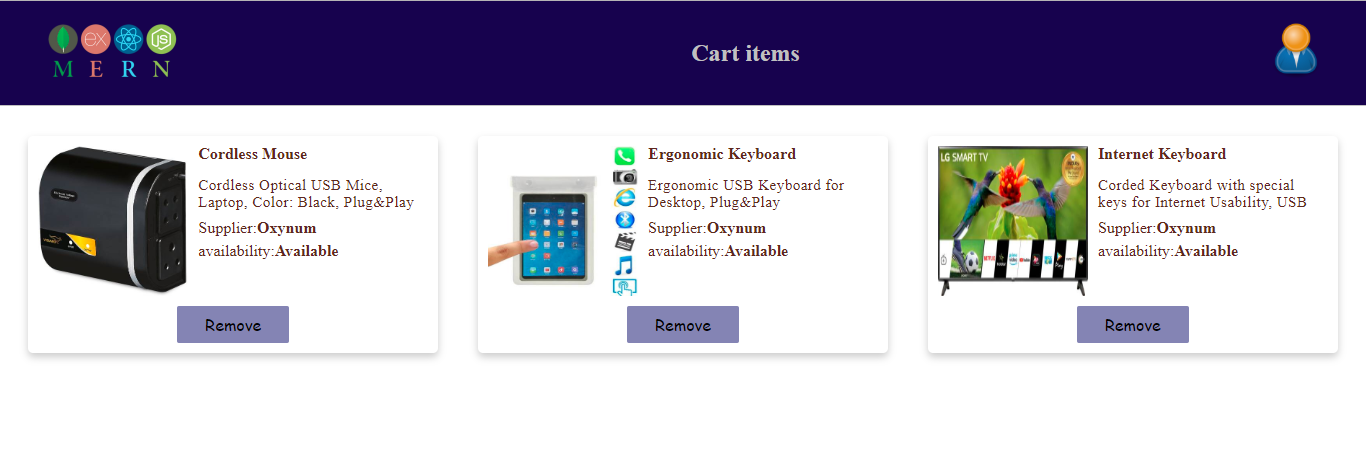 ex JS
M E R N
Cart items
Cordless Mouse
Cordless Optical USB Mice,
Laptop, Color: Black, Plug&Play
Supplier:Oxynum
availability:Available
Remove
Ergonomic Keyboard
Ergonomic USB Keyboard for
Desktop, Plug&Play
Supplier:Oxynum
availability:Available
Remove
LG SMART TV
Internet Keyboard
Corded Keyboard with special
keys for Internet Usability, USB
Supplier:Oxynum
availability:Available
Remove